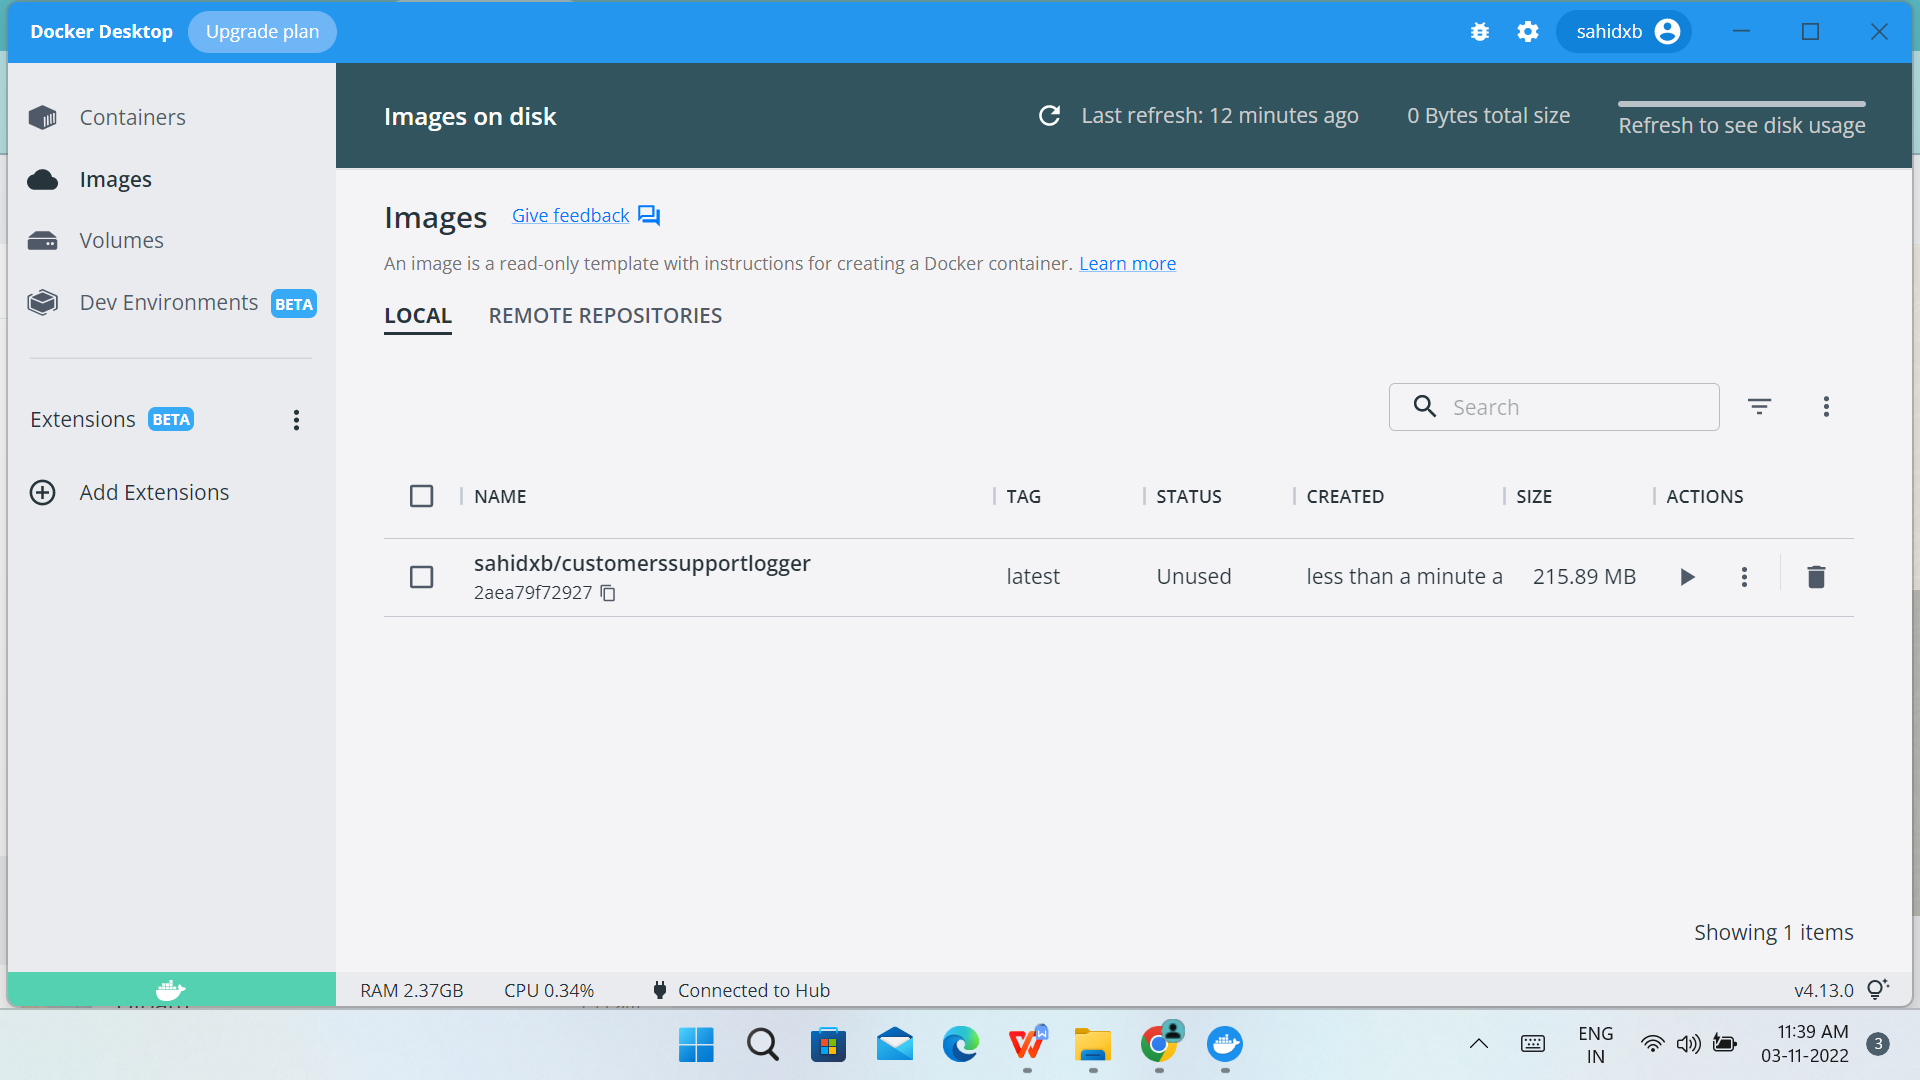 Docker Desktop
Upgrade plan
sahidxb
Containers
Images
Volumes
Dev Environments BETA
Extensions BETA
Add Extensions
Images on disk
Last refresh: 12 minutes ago
0 Bytes total size
Refresh to see disk usage
Images
Give feedback
An image is a read-only template with instructions for creating a Docker container. Learn more
LOCAL
REMOTE REPOSITORIES
Search
NAME TAG STATUS CREATED SIZE ACTIONS
sahidxb/customerssupportlogger
2aea79f72927
latest Unused less than a minute a 215.89 MB
Showing 1 items
RAM 2.37GB CPU 0.34% Connected to Hub
v4.13.0
ENG
IN
11:39 AM
03-11-2022
3